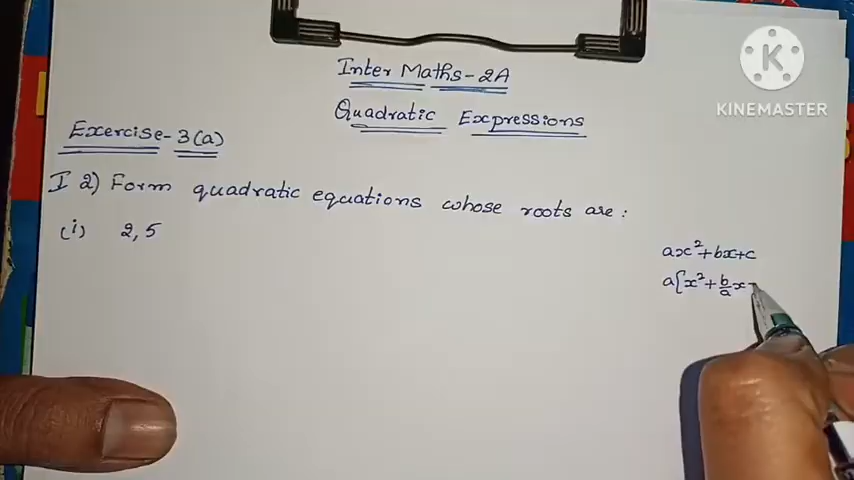 Inter Maths-2A
Quadratic Expressions
K
KINEMASTER
Exercise-3(a)
I 2) Form quadratic equations whose roots are :
(i) 2,5
ax²+bx+c
a[x²+b/a x